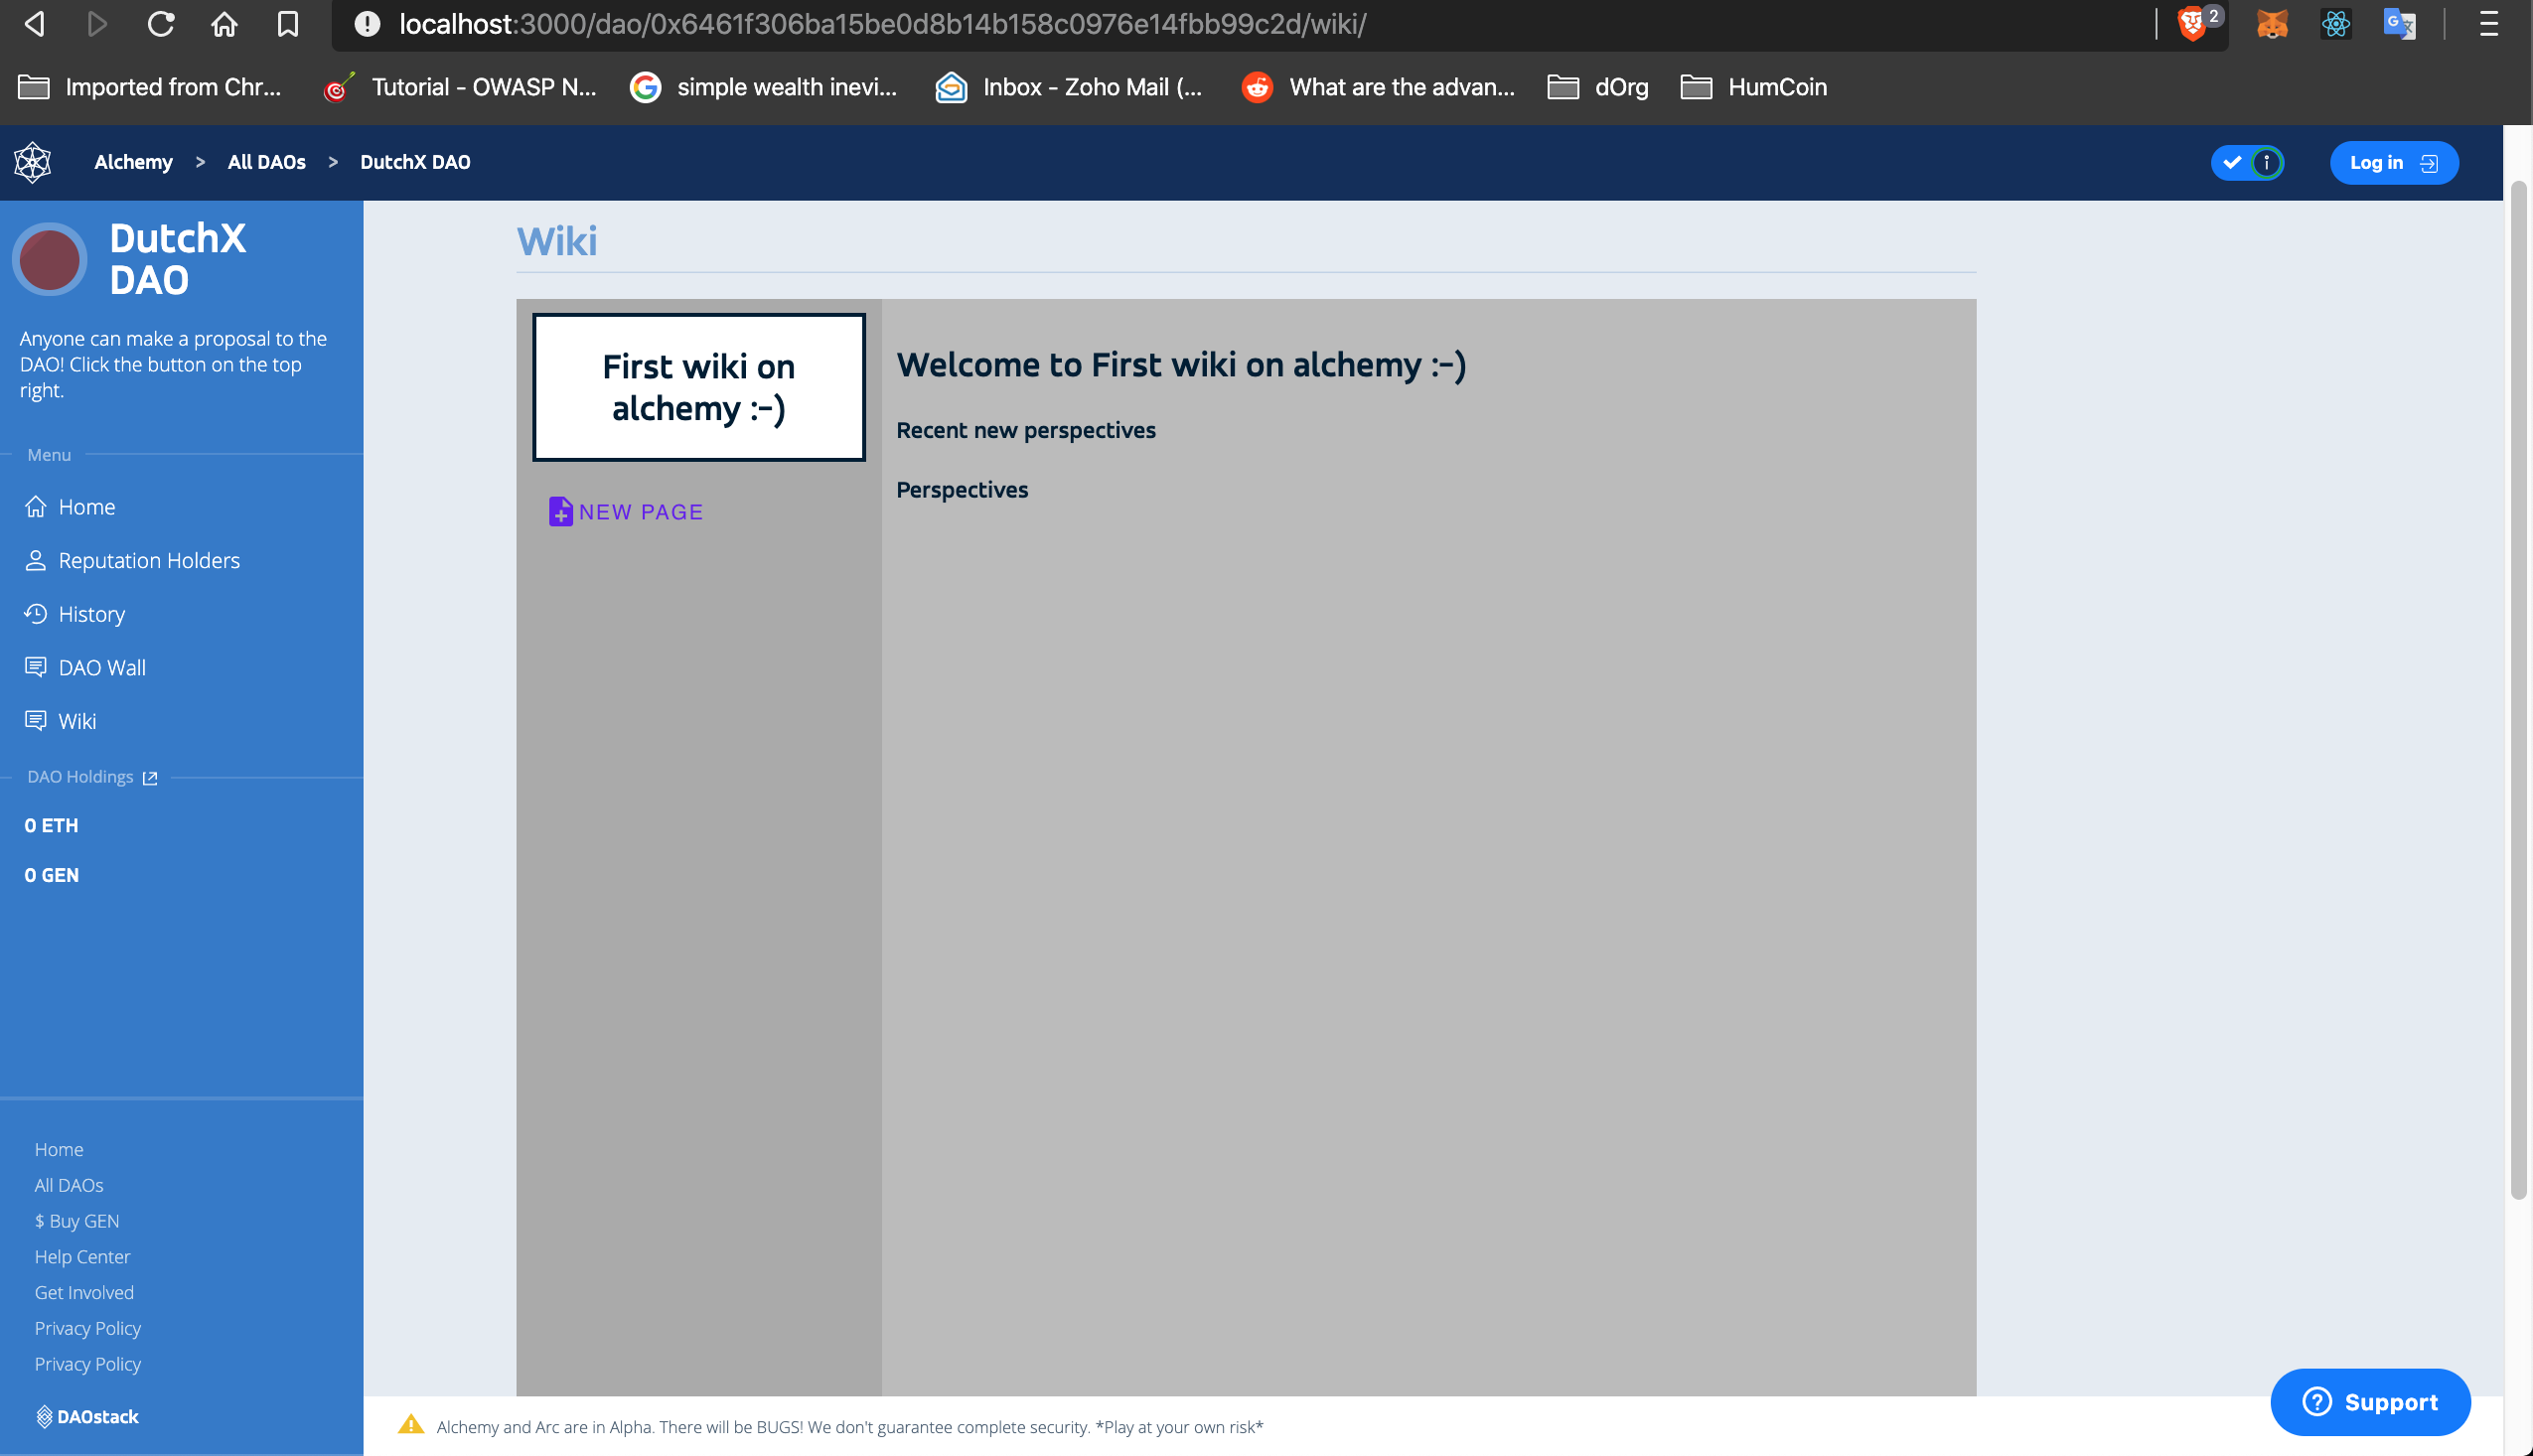 localhost:3000/dao/0x6461f306ba15be0d8b14b158c0976e14fbb99c2d/wiki/
2
Imported from Chr...
Tutorial - OWASP N...
simple wealth inevi...
Inbox - Zoho Mail (...
What are the advan...
dOrg
HumCoin
Alchemy > All DAOs > DutchX DAO
Log in
DutchX
DAO
Anyone can make a proposal to the
DAO! Click the button on the top
right.
Menu
Home
Reputation Holders
History
DAO Wall
Wiki
DAO Holdings
0 ETH
0 GEN
Home
All DAOs
$ Buy GEN
Help Center
Get Involved
Privacy Policy
Privacy Policy
DAOstack
Wiki
First wiki on
alchemy :-)
NEW PAGE
Welcome to First wiki on alchemy :-)
Recent new perspectives
Perspectives
Alchemy and Arc are in Alpha. There will be BUGS! We don't guarantee complete security. *Play at your own risk*
Support